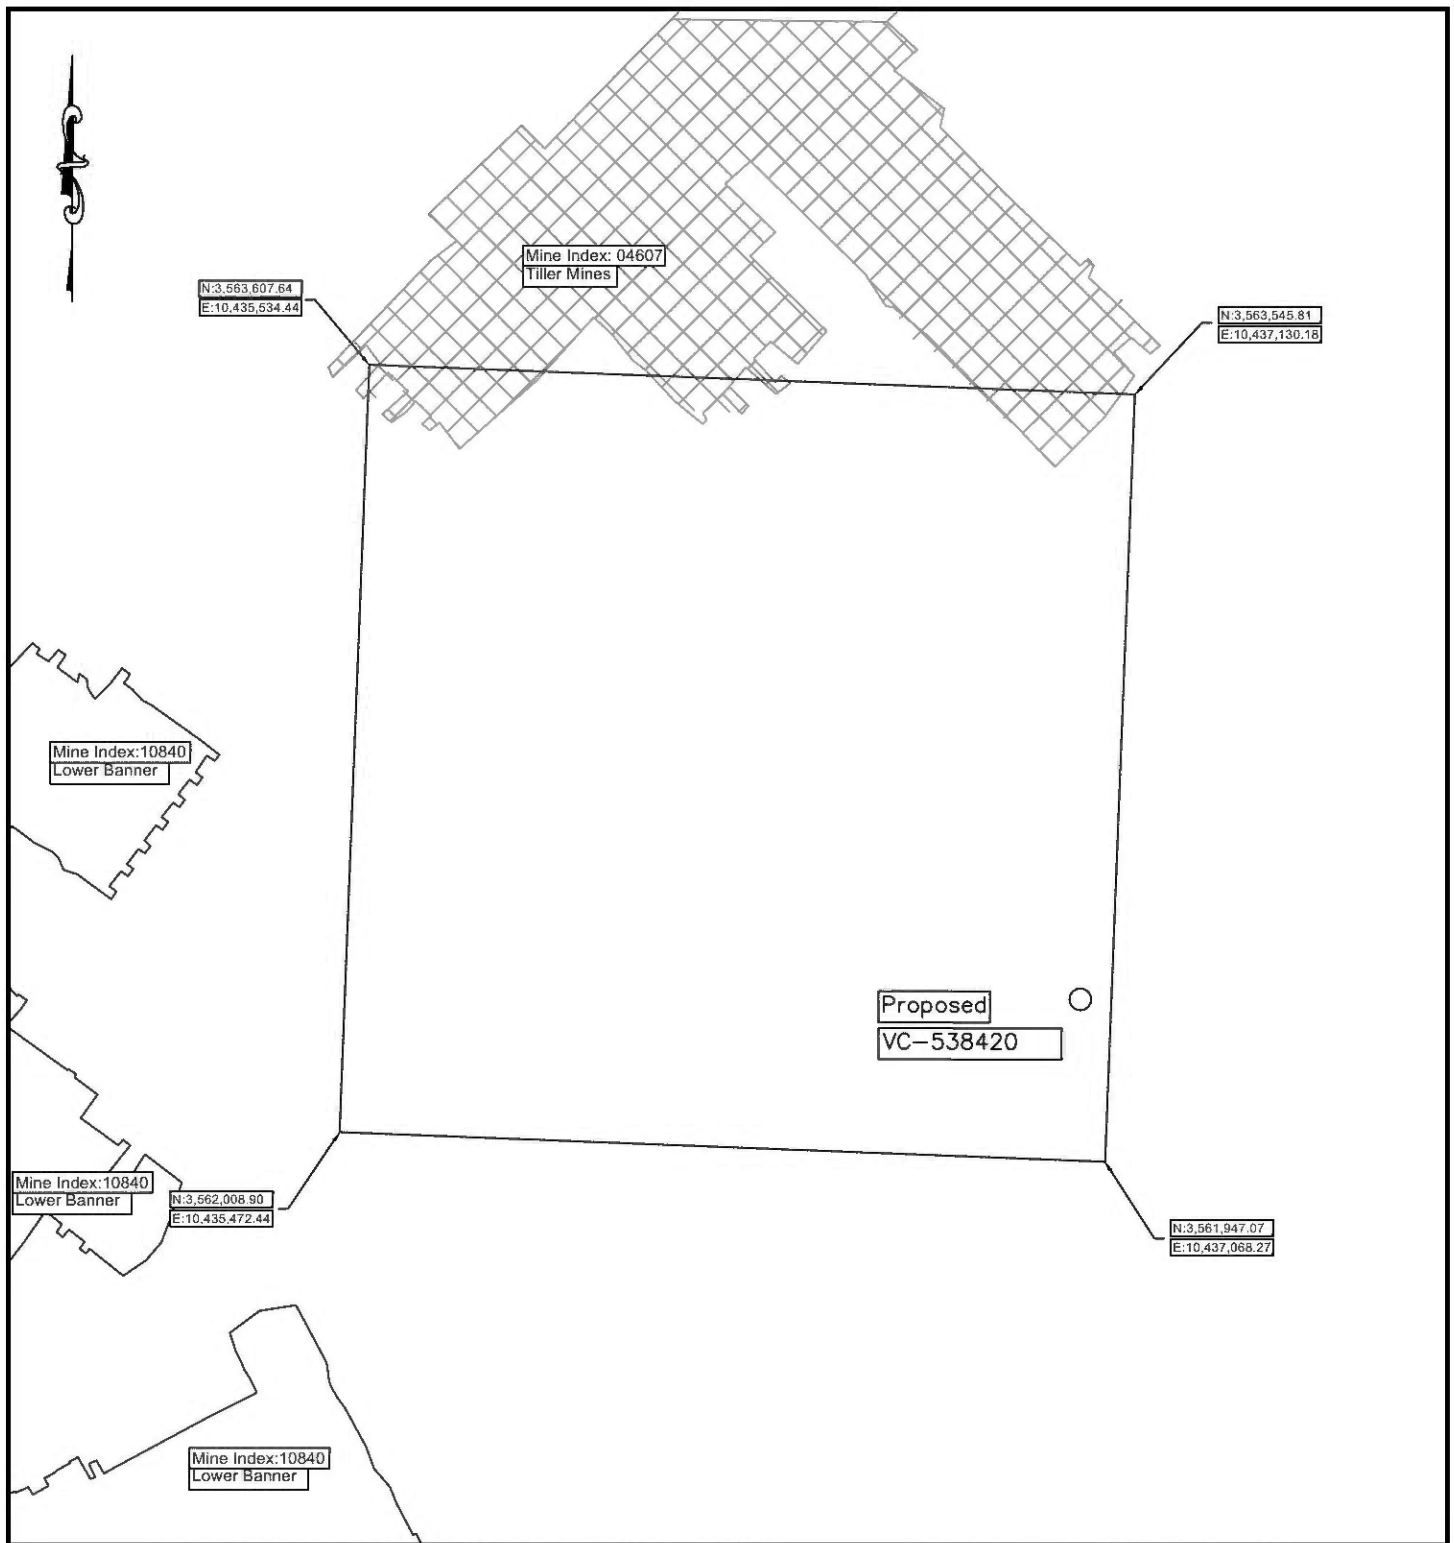 Mine Index: 04607
Tiller Mines
N:3,563,607.64
E:10,435,534.44
N:3,563,545.81
E:10,437,130.18
Mine Index:10840
Lower Banner
Proposed
VC-538420
Mine Index:10840
Lower Banner
N:3,562,008.90
E:10,435,472.44
N:3,561,947.07
E:10,437,068.27
Mine Index:10840
Lower Banner